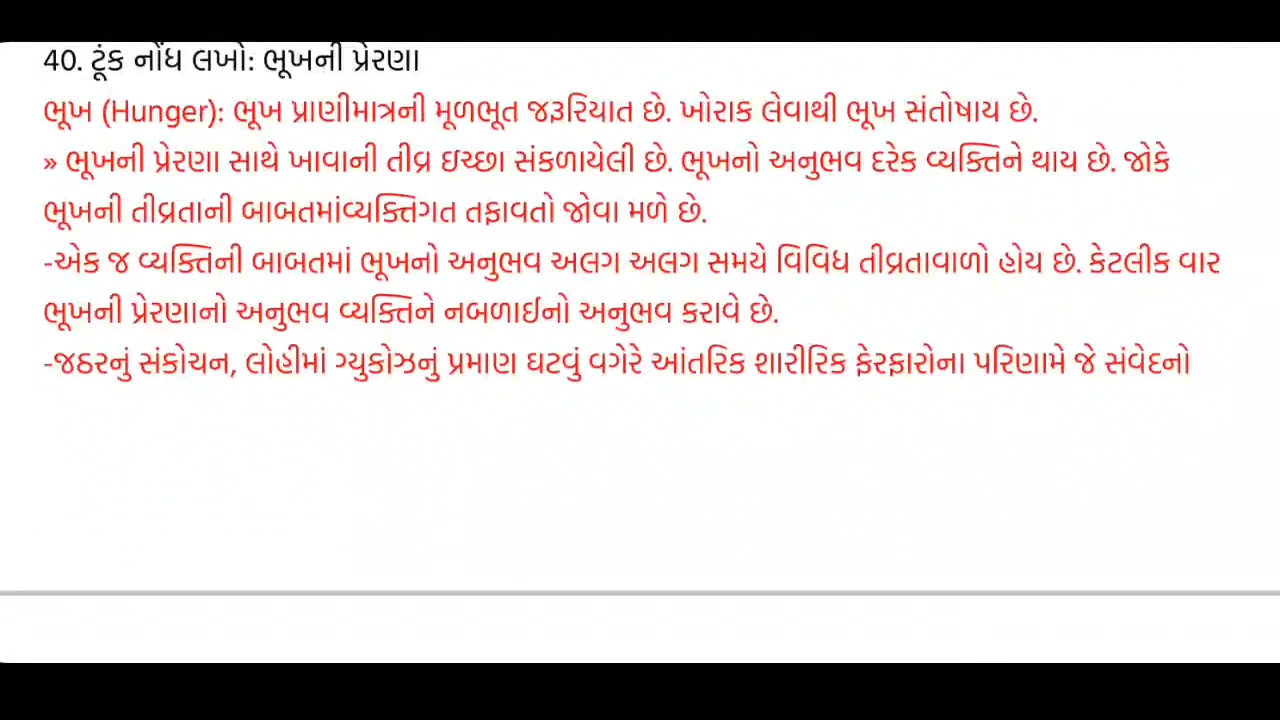 40. ટૂંક નોંધ લખો: ભૂખની પ્રેરણા
ભૂખ (Hunger): ભૂખ પ્રાણીમાત્રની મૂળભૂત જરૂરિયાત છે. ખોરાક લેવાથી ભૂખ સંતોષાય છે.
» ભૂખની પ્રેરણા સાથે ખાવાની તીવ્ર ઇચ્છા સંકળાયેલી છે. ભૂખનો અનુભવ દરેક વ્યક્તિને થાય છે. જોકે
ભૂખની તીવ્રતાની બાબતમાંવ્યક્તિગત તફાવતો જોવા મળે છે.
-એક જ વ્યક્તિની બાબતમાં ભૂખનો અનુભવ અલગ અલગ સમયે વિવિધ તીવ્રતાવાળો હોય છે. કેટલીક વાર
ભૂખની પ્રેરણાનો અનુભવ વ્યક્તિને નબળાઈનો અનુભવ કરાવે છે.
-જઠરનું સંકોચન, લોહીમાં ગ્યુકોઝનું પ્રમાણ ઘટવું વગેરે આંતરિક શારીરિક ફેરફારોના પરિણામે જે સંવેદનો